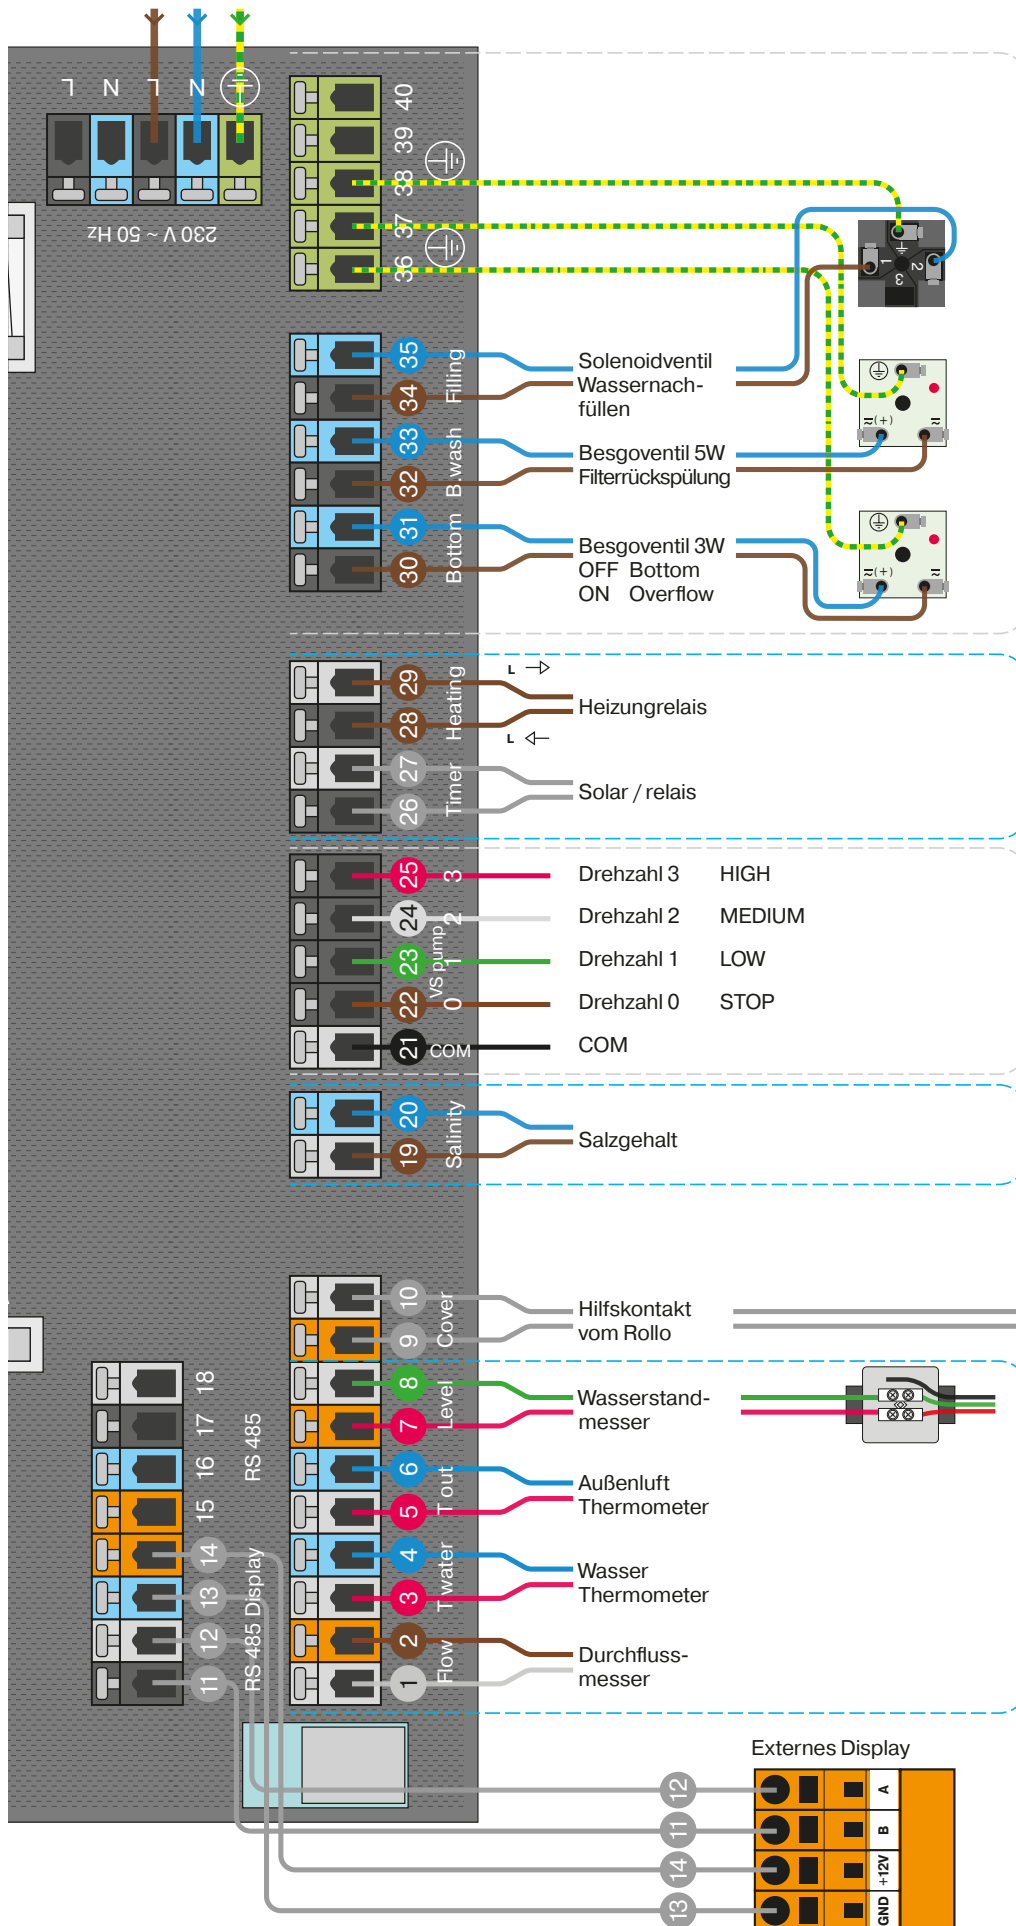 L N L N
230 V ~ 50 Hz
40
39
38
37
36
1
2
3
35
34
Filling
Solenoidventil
Wassernach-
füllen
33
32
B.wash
Besgoventil 5W
Filterrückspülung
≂(+)
≂
31
30
Bottom
Besgoventil 3W
OFF Bottom
ON Overflow
≂(+)
≂
29
28
Heating
L
L
Heizungrelais
27
26
Timer
Solar / relais
25
3
Drehzahl 3 HIGH
24
2
Drehzahl 2 MEDIUM
23
1
VS pump
Drehzahl 1 LOW
22
0
Drehzahl 0 STOP
21
COM
COM
20
19
Salinity
Salzgehalt
10
9
Cover
Hilfskontakt
vom Rollo
8
7
Level
Wasserstand-
messer
6
5
T out
Außenluft
Thermometer
4
3
T water
Wasser
Thermometer
2
1
Flow
Durchfluss-
messer
18
17
16
15
RS 485
14
13
12
11
RS 485 Display
Externes Display
12
A
11
B
14
+12V
13
GND